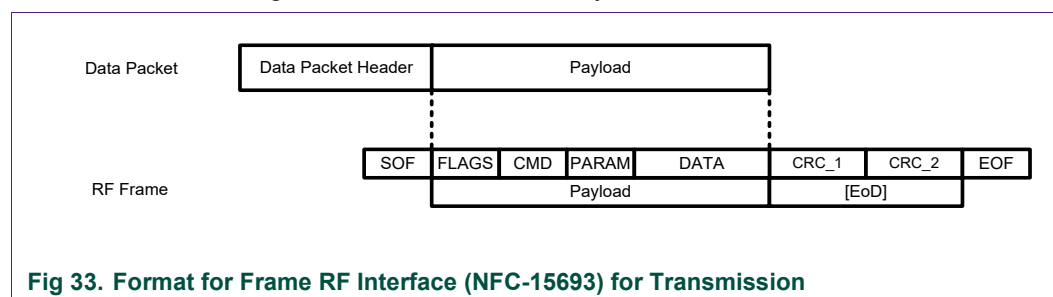 Data Packet Data Packet Header Payload
SOF FLAGS CMD PARAM DATA CRC_1 CRC_2 EOF
RF Frame Payload [EoD]
Fig 33. Format for Frame RF Interface (NFC-15693) for Transmission